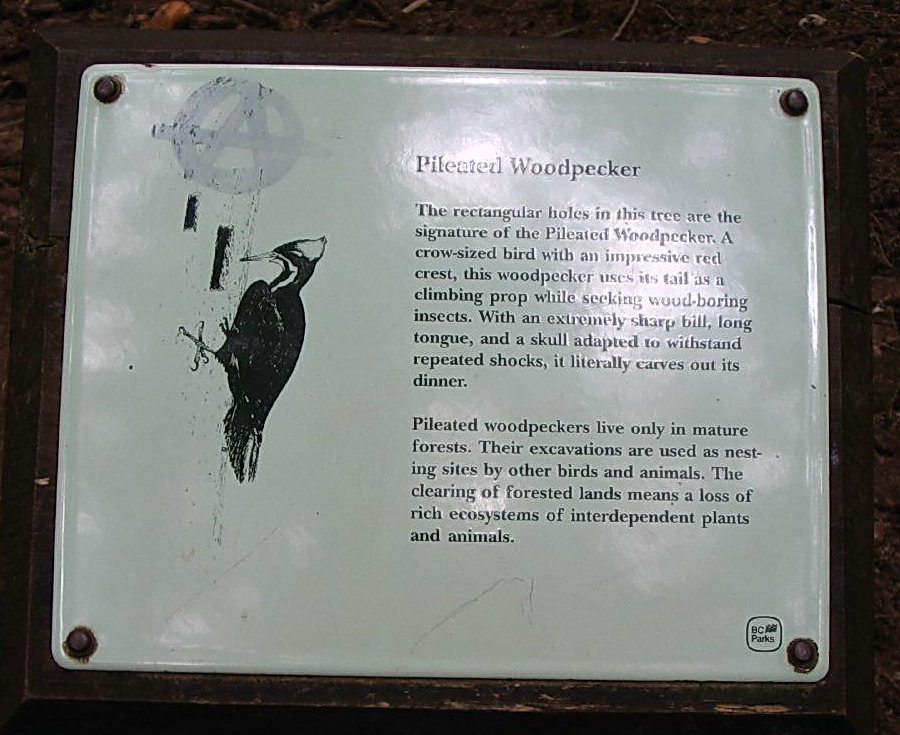 Pileated Woodpecker
The rectangular holes in this tree are the
signature of the Pileated Woodpecker. A
crow-sized bird with an impressive red
crest, this woodpecker uses its tail as a
climbing prop while seeking wood-boring
insects. With an extremely sharp bill, long
tongue, and a skull adapted to withstand
repeated shocks, it literally carves out its
dinner.
Pileated woodpeckers live only in mature
forests. Their excavations are used as nest-
ing sites by other birds and animals. The
clearing of forested lands means a loss of
rich ecosystems of interdependent plants
and animals.
BC
Parks